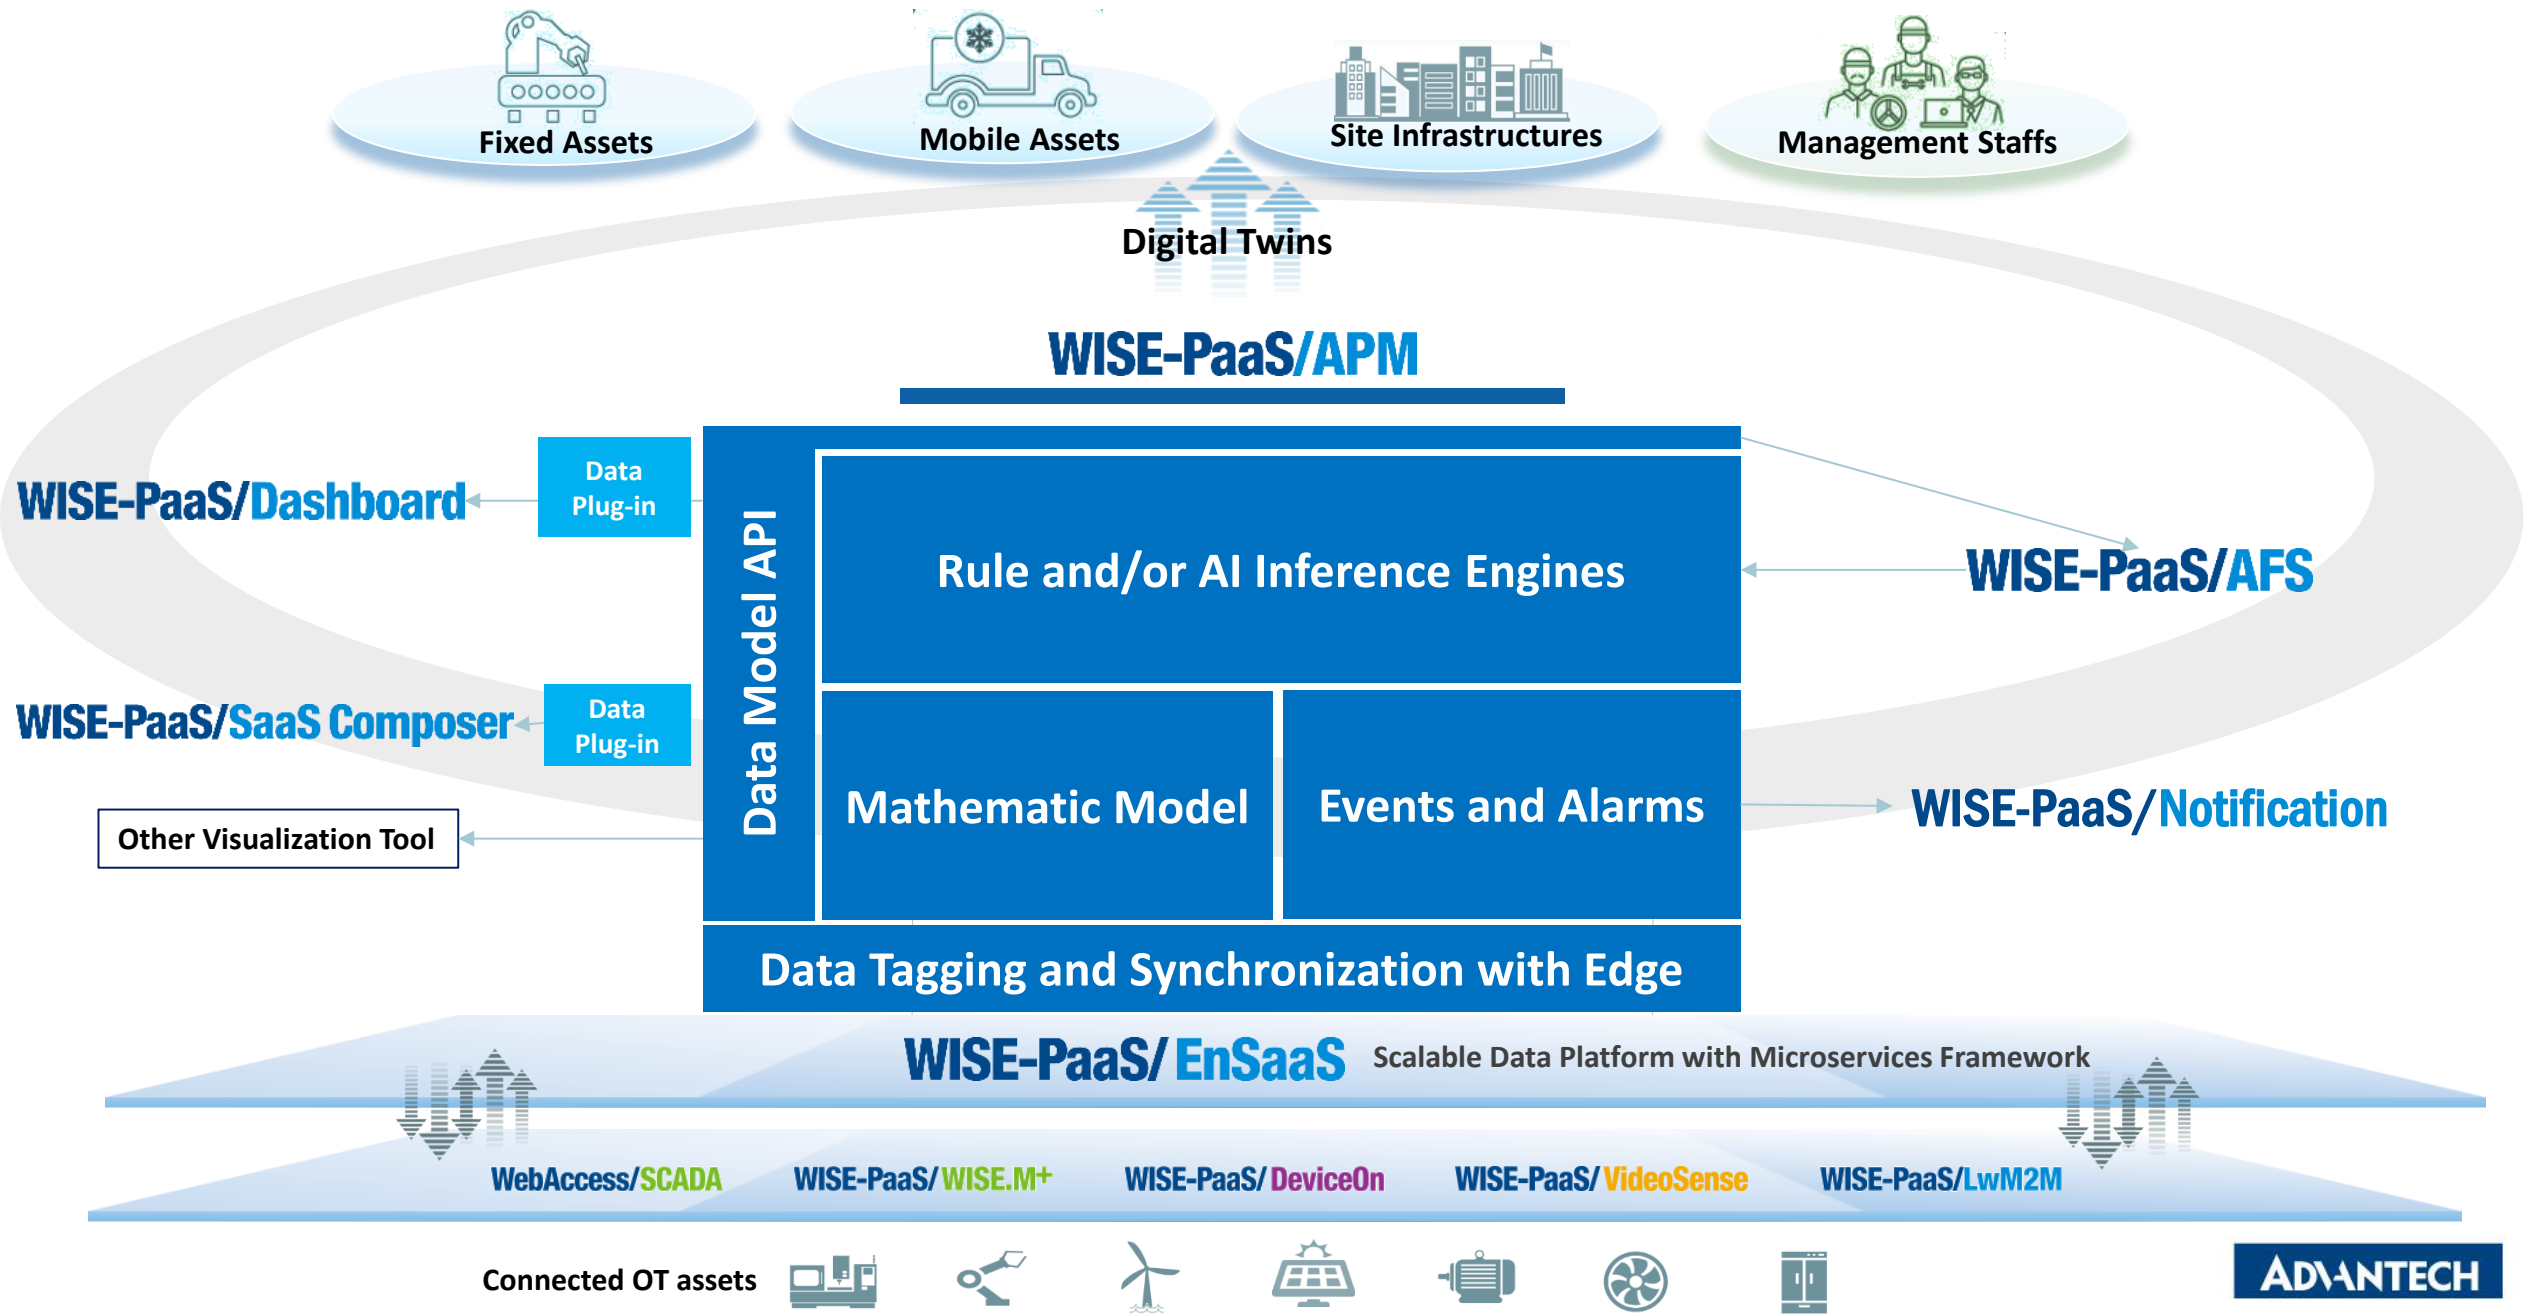 Fixed Assets
Mobile Assets
Site Infrastructures
Management Staffs
Digital Twins
WISE-PaaS/APM
Data
Plug-in
WISE-PaaS/Dashboard
Data Model API
Rule and/or AI Inference Engines
WISE-PaaS/AFS
Data
Plug-in
WISE-PaaS/SaaS Composer
Mathematic Model
Events and Alarms
WISE-PaaS/Notification
Other Visualization Tool
Data Tagging and Synchronization with Edge
WISE-PaaS/EnSaaS Scalable Data Platform with Microservices Framework
WebAccess/SCADA
WISE-PaaS/WISE.M+
WISE-PaaS/DeviceOn
WISE-PaaS/VideoSense
WISE-PaaS/LwM2M
Connected OT assets
ADVANTECH